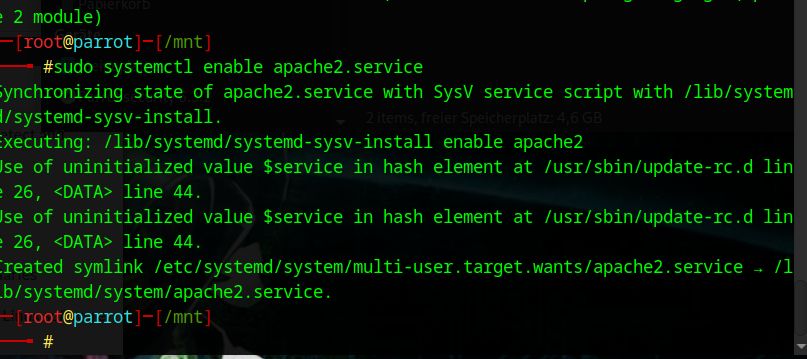 Papierkorb
e 2 module)
─[root@parrot]─[/mnt]
#sudo systemctl enable apache2.service
Synchronizing state of apache2.service with SysV service script with /lib/system
d/systemd-sysv-install.
2 items, freier Speicherplatz: 4,6 GB
Executing: /lib/systemd/systemd-sysv-install enable apache2
Use of uninitialized value $service in hash element at /usr/sbin/update-rc.d lin
e 26, <DATA> line 44.
Use of uninitialized value $service in hash element at /usr/sbin/update-rc.d lin
e 26, <DATA> line 44.
Created symlink /etc/systemd/system/multi-user.target.wants/apache2.service → /l
ib/systemd/system/apache2.service.
─[root@parrot]─[/mnt]
#